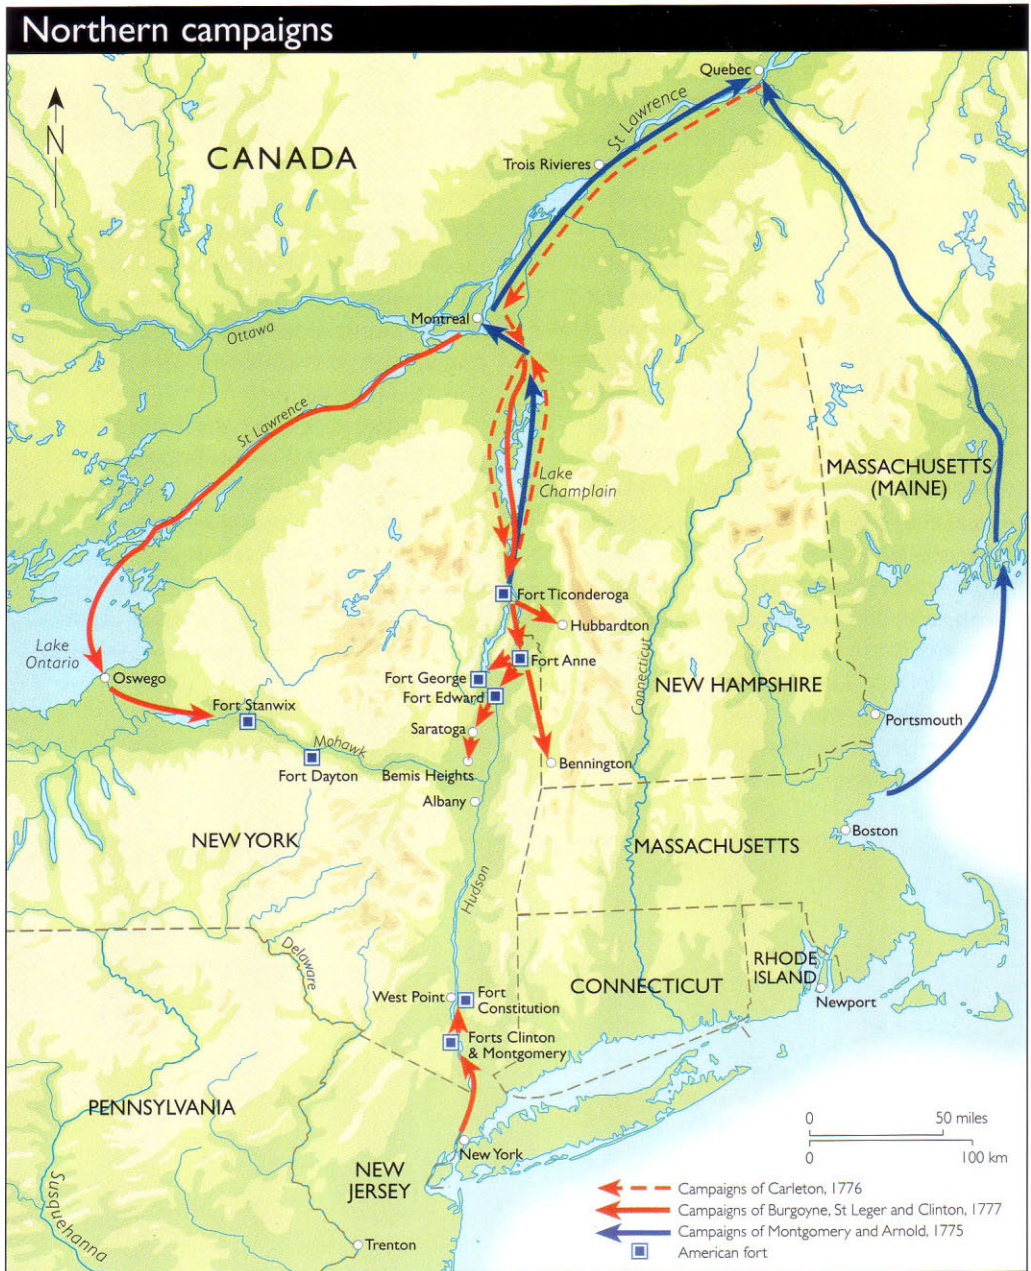 Northern campaigns
N
CANADA
Quebec
St Lawrence
Trois Rivieres
Montreal
Ottawa
St Lawrence
Lake
Champlain
MASSACHUSETTS
(MAINE)
Fort Ticonderoga
Hubbardton
Lake
Ontario
Oswego
Fort Anne
Fort George
Fort Edward
Connecticut
NEW HAMPSHIRE
Fort Stanwix
Saratoga
Portsmouth
Mohawk
Fort Dayton
Bemis Heights
Bennington
Albany
NEW YORK
MASSACHUSETTS
Boston
Hudson
Delaware
RHODE
ISLAND
CONNECTICUT
Newport
West Point
Fort
Constitution
Forts Clinton
& Montgomery
PENNSYLVANIA
New York
NEW
JERSEY
Susquehanna
Trenton
0 50 miles
0 100 km
Campaigns of Carleton, 1776
Campaigns of Burgoyne, St Leger and Clinton, 1777
Campaigns of Montgomery and Arnold, 1775
American fort